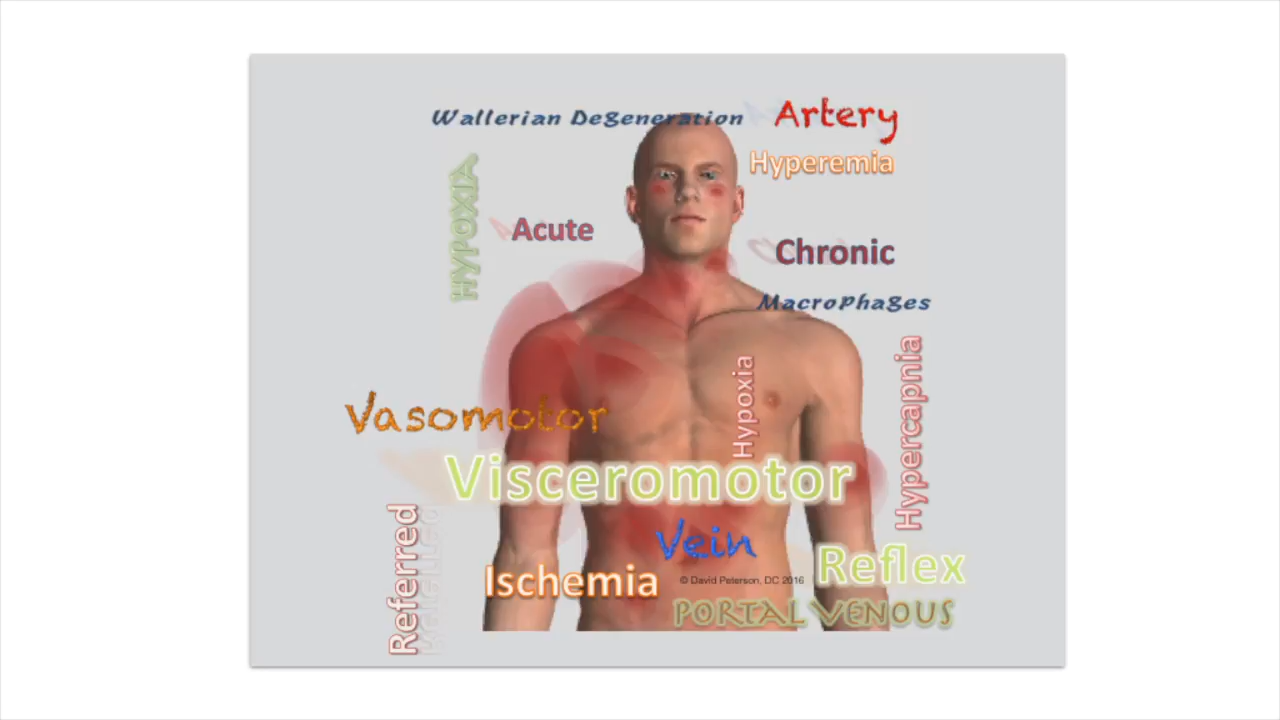 Wallerian Degeneration
Artery
Hyperemia
HYPOXIA
Acute
Chronic
Macrophages
Hypoxia
Hypercapnia
Vasomotor
Visceromotor
Referred
Vein
Reflex
Ischemia
© David Peterson, DC 2016
PORTAL VENOUS